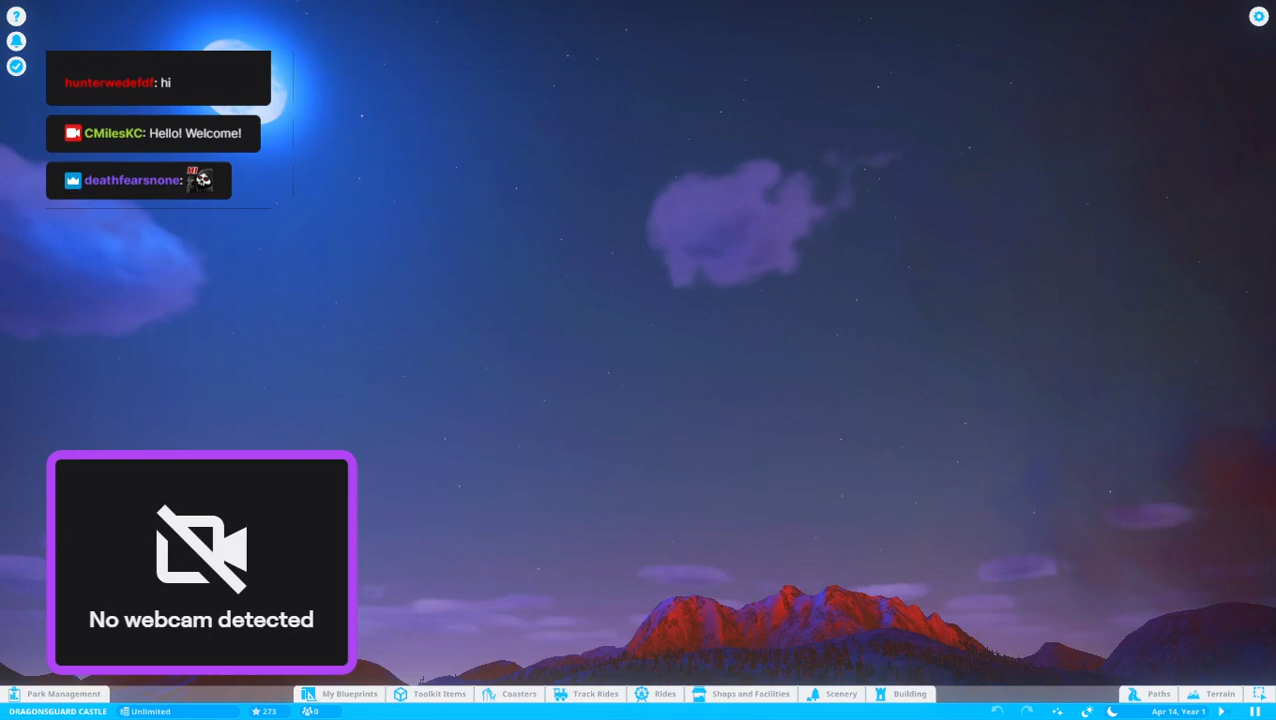 hunterwedefdf: hi
CMilesKC: Hello! Welcome!
deathfearsnone: HI
No webcam detected
Park Management
My Blueprints
Toolkit Items
Coasters
Track Rides
Rides
Shops and Facilities
Scenery
Building
Paths
Terrain
DRAGONSGUARD CASTLE
Unlimited
273
0
Apr 14, Year 1